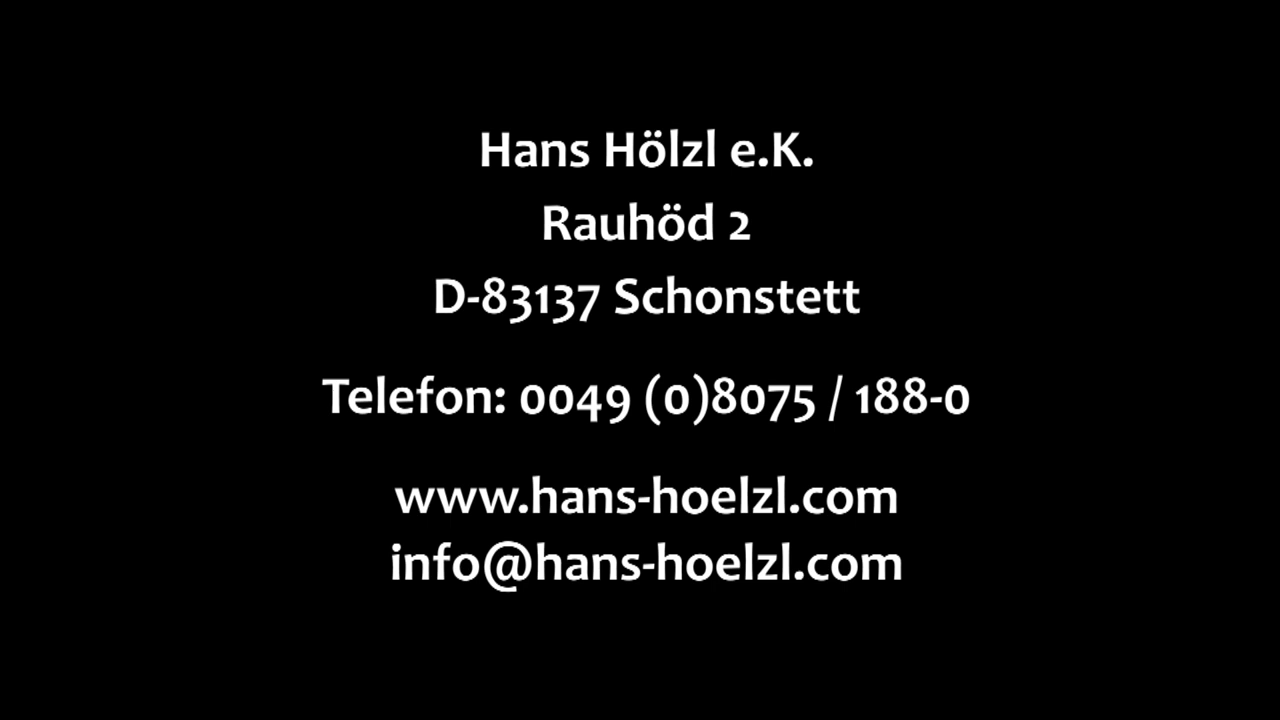 Hans Hölzl e.K.
Rauhöd 2
D-83137 Schonstett
Telefon: 0049 (0)8075 / 188-0
www.hans-hoelzl.com
info@hans-hoelzl.com